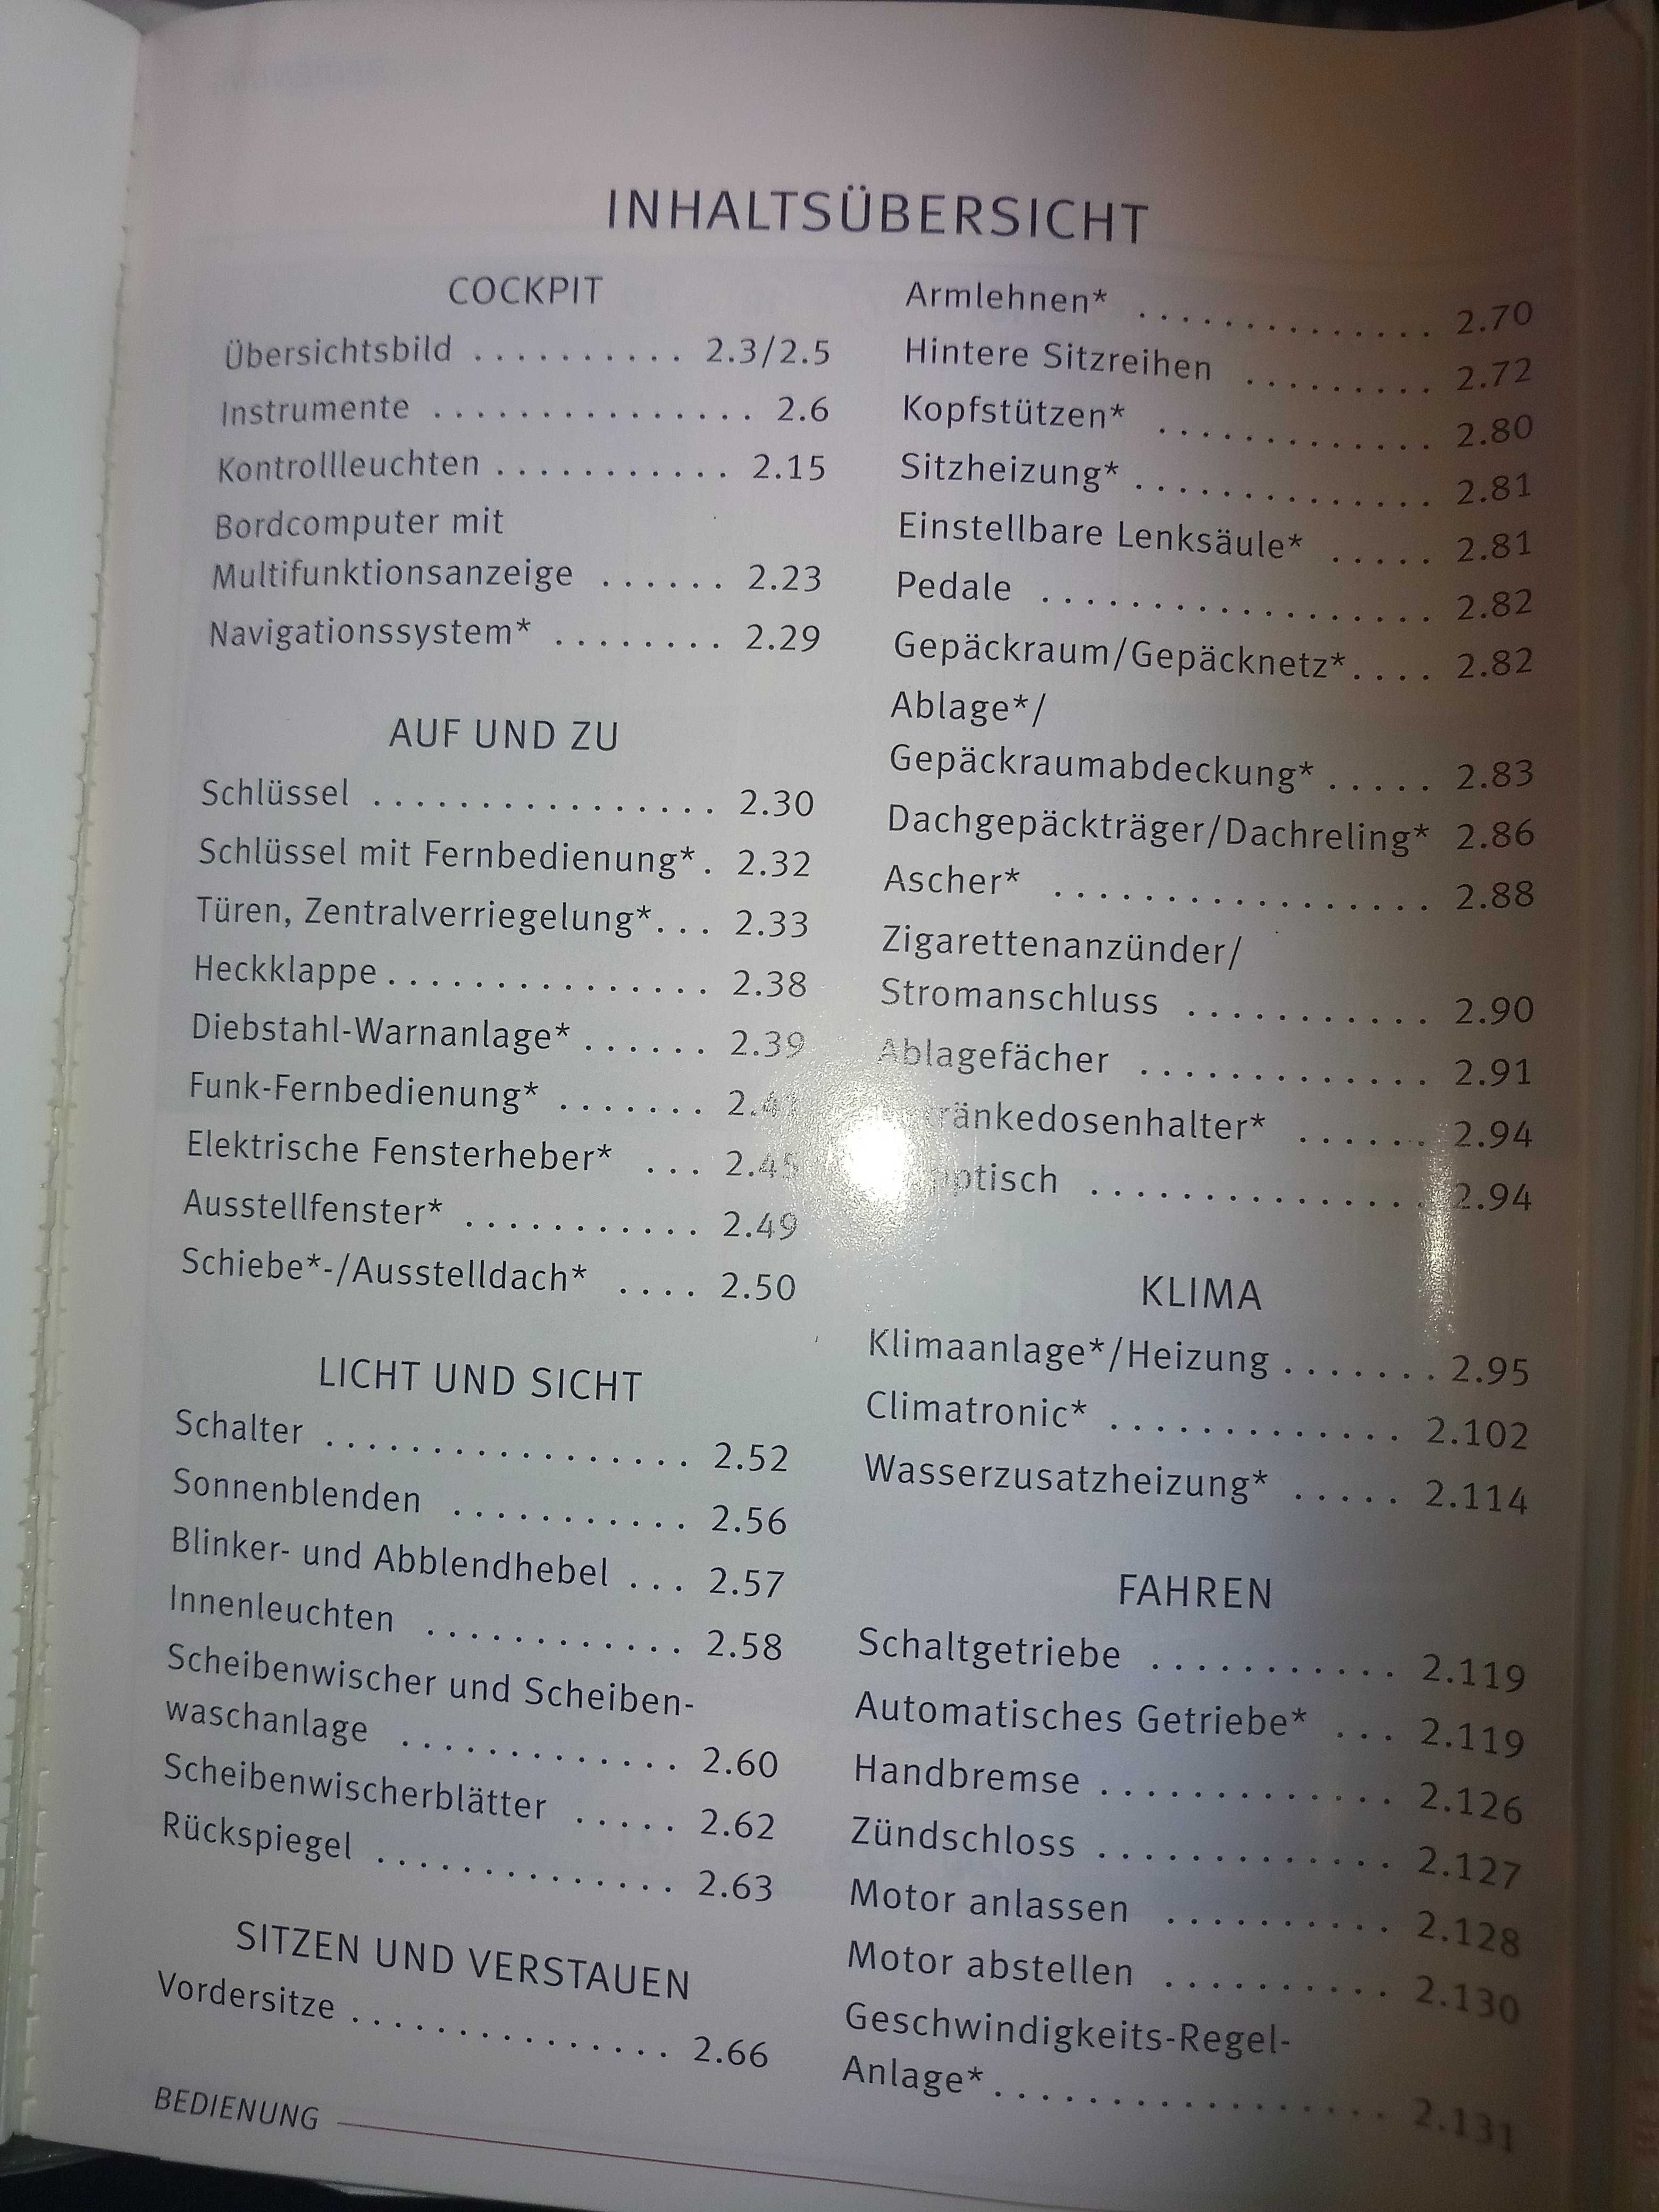 INHALTSÜBERSICHT
COCKPIT
Übersichtsbild .......... 2.3/2.5
Instrumente ............... 2.6
Kontrollleuchten ........... 2.15
Bordcomputer mit
Multifunktionsanzeige ...... 2.23
Navigationssystem* ........ 2.29
AUF UND ZU
Schlüssel ................ 2.30
Schlüssel mit Fernbedienung* . 2.32
Türen, Zentralverriegelung* ... 2.33
Heckklappe ............... 2.38
Diebstahl-Warnanlage* ...... 2.39
Funk-Fernbedienung* .......
Elektrische Fensterheber* ... 2.45
Ausstellfenster* ........... 2.49
Schiebe*-/Ausstelldach* .... 2.50
LICHT UND SICHT
Schalter ................. 2.52
Sonnenblenden ........... 2.56
Blinker- und Abblendhebel ... 2.57
Innenleuchten ............ 2.58
Scheibenwischer und Scheiben-
waschanlage ............. 2.60
Scheibenwischerblätter ..... 2.62
Rückspiegel .............. 2.63
SITZEN UND VERSTAUEN
Vordersitze ............... 2.66
Armlehnen* .............. 2.70
Hintere Sitzreihen ......... 2.72
Kopfstützen* ............. 2.80
Sitzheizung* .............. 2.81
Einstellbare Lenksäule* ..... 2.81
Pedale .................. 2.82
Gepäckraum/Gepäcknetz* .... 2.82
Ablage*/
Gepäckraumabdeckung* ..... 2.83
Dachgepäckträger/Dachreling* 2.86
Ascher* ................. 2.88
Zigarettenanzünder/
Stromanschluss ........... 2.90
Ablagefächer ............. 2.91
Getränkedosenhalter* ...... 2.94
............... 2.94
KLIMA
Klimaanlage*/Heizung ....... 2.95
Climatronic* ............. 2.102
Wasserzusatzheizung* ..... 2.114
FAHREN
Schaltgetriebe ........... 2.119
Automatisches Getriebe* ... 2.119
Handbremse ............. 2.126
Zündschloss ............. 2.127
Motor anlassen .......... 2.128
Motor abstellen .......... 2.130
Geschwindigkeits-Regel-
Anlage* ................. 2.131
BEDIENUNG